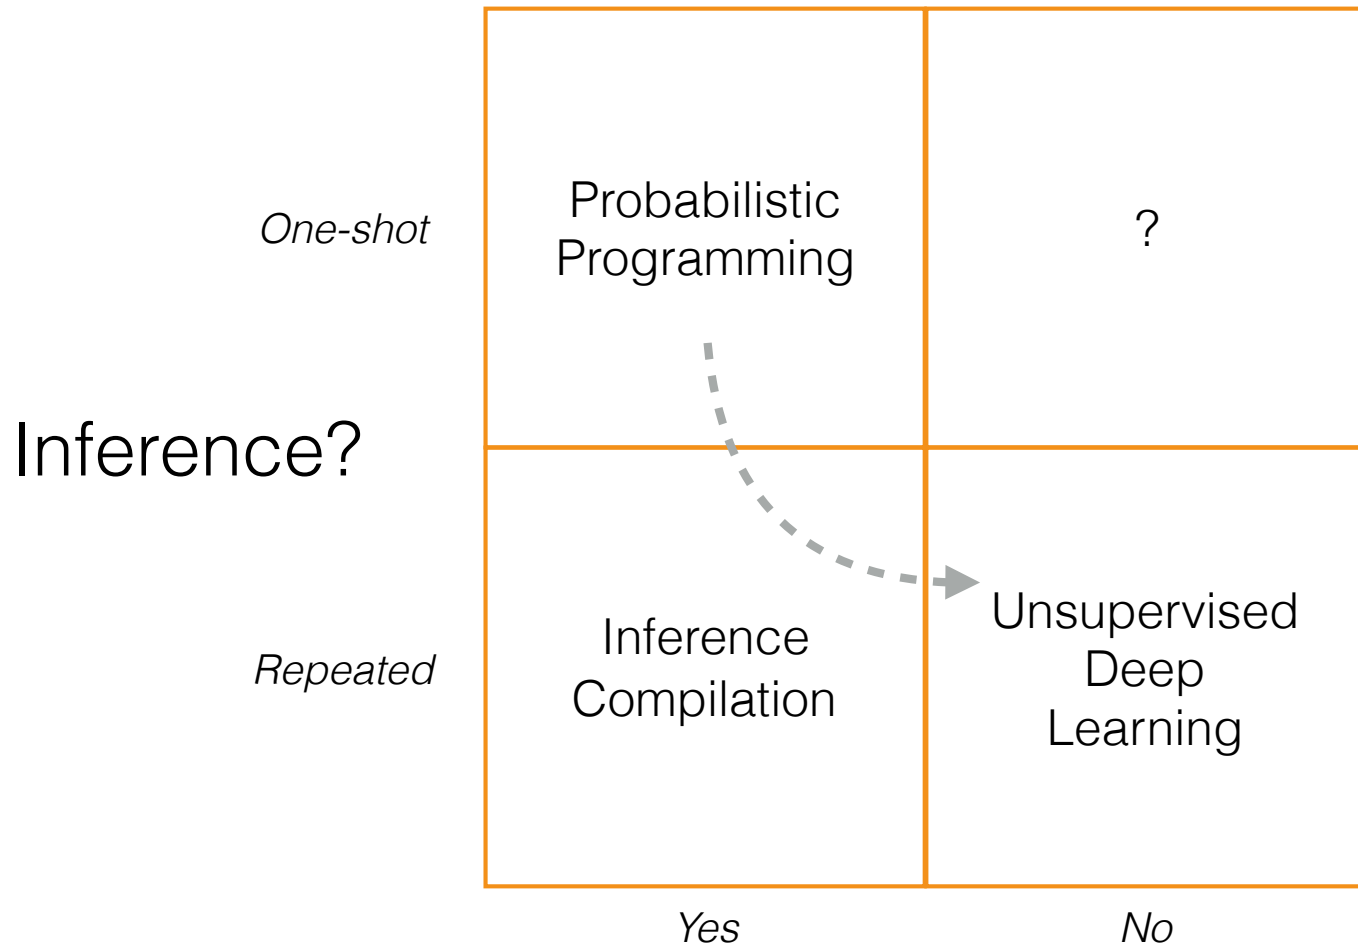 One-shot
Probabilistic
Programming
?
Inference?
Repeated
Inference
Compilation
Unsupervised
Deep
Learning
Yes
No